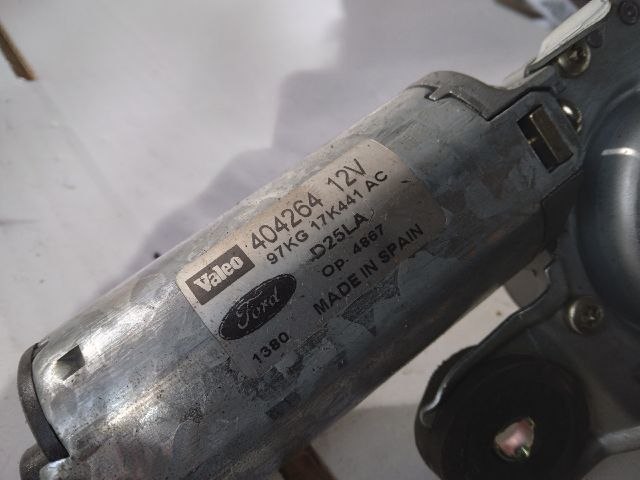 Valeo 404264 12V
97KG 17K441 AC
D25LA
Ford Op. 4867
1380 MADE IN SPAIN